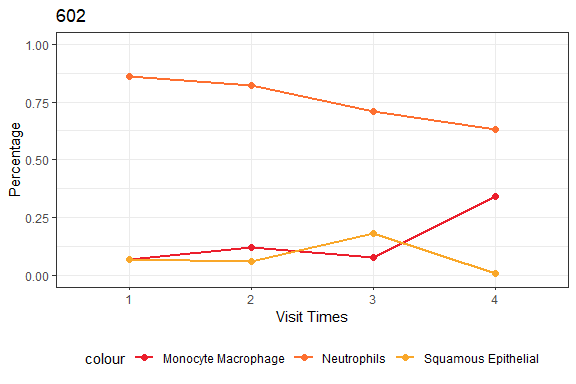 602
1.00
0.75
0.50
0.25
0.00
Percentage
1 2 3 4
Visit Times
colour Monocyte Macrophage Neutrophils Squamous Epithelial